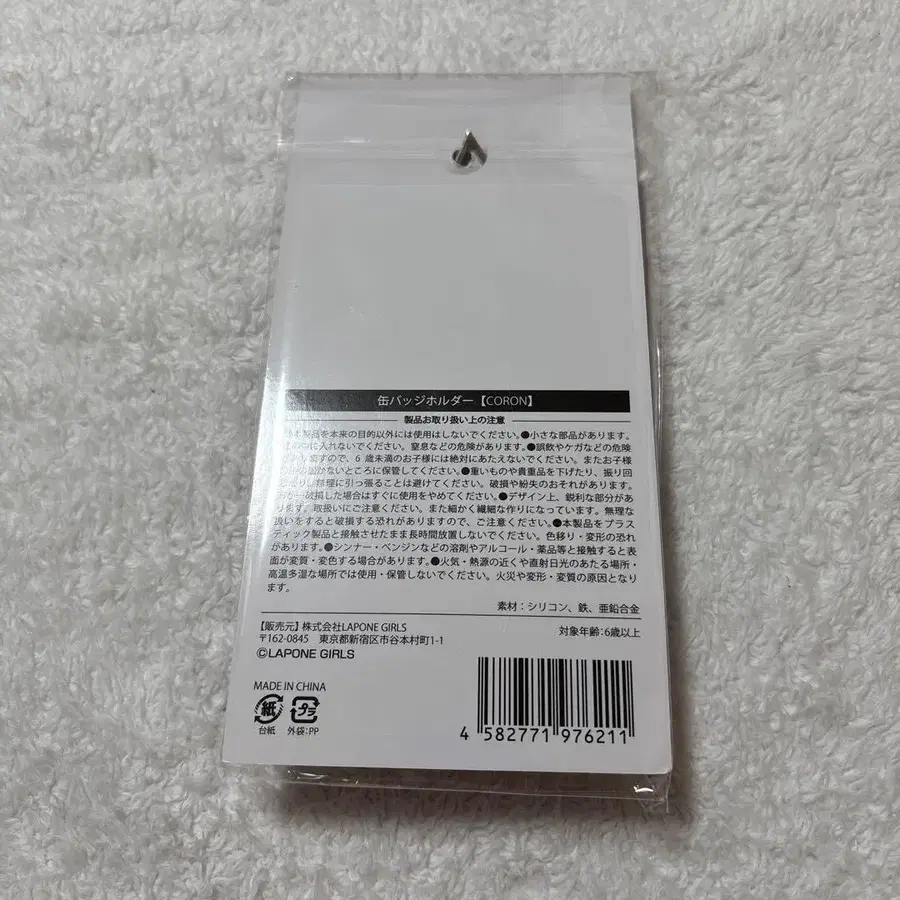 缶バッジホルダー【CORON】
製品お取り扱い上の注意
本製品を本来の目的以外には使用はしないでください。●小さな部品があります。
中に入れないでください。窒息などの危険があります。●誤飲やケガなどの危険
ますので、6歳未満のお子様には絶対にあたえないでください。またお子様
かないところに保管してください。●重いものや貴重品を下げたり、振り回
無理に引っ張ることは避けてください。破損や紛失のおそれがあります。
破損した場合はすぐに使用をやめてください。●デザイン上、鋭利な部分があ
ります。取扱いにご注意ください。また細かく繊細な作りになっています。無理な
扱いをすると破損する恐れがありますので、ご注意ください。●本製品をプラス
ティック製品と接触させたまま長時間放置しないでください。色移り・変形の恐れ
があります。●シンナー・ベンジンなどの溶剤やアルコール・薬品等と接触すると表
面が変質・変色する場合があります。●火気・熱源の近くや直射日光のあたる場所・
高温多湿な場所では使用・保管しないでください。火災や変形・変質の原因となり
ます。
素材：シリコン、鉄、亜鉛合金
【販売元】株式会社LAPONE GIRLS
対象年齢:6歳以上
〒162-0845 東京都新宿区市谷本村町1-1
©LAPONE GIRLS
MADE IN CHINA
紙 プラ
台紙 外袋:PP
4 582771 976211